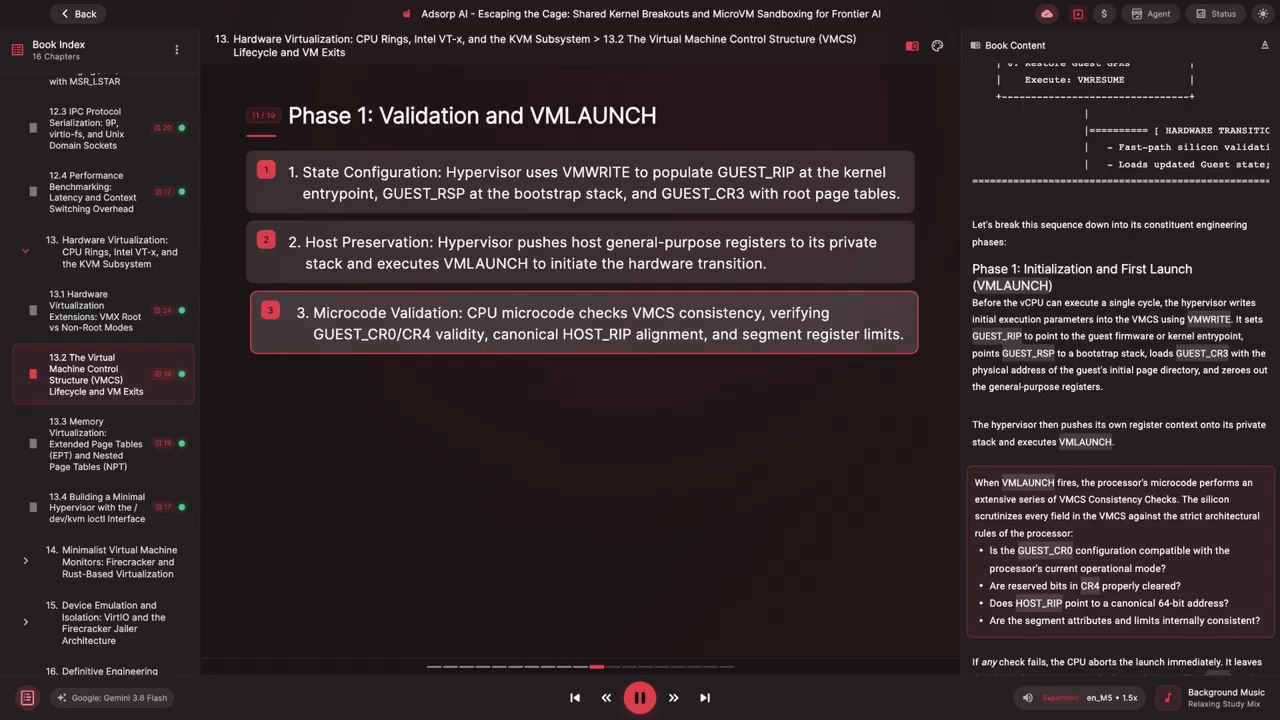 Back
Adsorp AI - Escaping the Cage: Shared Kernel Breakouts and MicroVM Sandboxing for Frontier AI
$
Agent
Status
Book Index
16 Chapters
with MSR_LSTAR
12.3 IPC Protocol
Serialization: 9P,
virtio-fs, and Unix
Domain Sockets
20
12.4 Performance
Benchmarking:
Latency and Context
Switching Overhead
17
13. Hardware Virtualization:
CPU Rings, Intel VT-x, and
the KVM Subsystem
13.1 Hardware
Virtualization
Extensions: VMX Root
vs Non-Root Modes
24
13.2 The Virtual
Machine Control
Structure (VMCS)
Lifecycle and VM Exits
19
13.3 Memory
Virtualization:
Extended Page Tables
(EPT) and Nested
Page Tables (NPT)
19
13.4 Building a Minimal
Hypervisor with the /
dev/kvm ioctl Interface
17
14. Minimalist Virtual Machine
Monitors: Firecracker and
Rust-Based Virtualization
15. Device Emulation and
Isolation: VirtIO and the
Firecracker Jailer
Architecture
16. Definitive Engineering
Google: Gemini 3.8 Flash
13. Hardware Virtualization: CPU Rings, Intel VT-x, and the KVM Subsystem > 13.2 The Virtual Machine Control Structure (VMCS)
Lifecycle and VM Exits
11 / 19
Phase 1: Validation and VMLAUNCH
1
1. State Configuration: Hypervisor uses VMWRITE to populate GUEST_RIP at the kernel
entrypoint, GUEST_RSP at the bootstrap stack, and GUEST_CR3 with root page tables.
2
2. Host Preservation: Hypervisor pushes host general-purpose registers to its private
stack and executes VMLAUNCH to initiate the hardware transition.
3
3. Microcode Validation: CPU microcode checks VMCS consistency, verifying
GUEST_CR0/CR4 validity, canonical HOST_RIP alignment, and segment register limits.
Book Content
Execute: VMRESUME |
+-------------------------------+
|
|========== [ HARDWARE TRANSITIO
| - Fast-path silicon validati
| - Loads updated Guest state;
Let's break this sequence down into its constituent engineering
phases:
Phase 1: Initialization and First Launch
(VMLAUNCH)
Before the vCPU can execute a single cycle, the hypervisor writes
initial execution parameters into the VMCS using VMWRITE. It sets
GUEST_RIP to point to the guest firmware or kernel entrypoint,
points GUEST_RSP to a bootstrap stack, loads GUEST_CR3 with the
physical address of the guest's initial page directory, and zeroes out
the general-purpose registers.
The hypervisor then pushes its own register context onto its private
stack and executes VMLAUNCH.
When VMLAUNCH fires, the processor's microcode performs an
extensive series of VMCS Consistency Checks. The silicon
scrutinizes every field in the VMCS against the strict architectural
rules of the processor:
• Is the GUEST_CR0 configuration compatible with the
processor's current operational mode?
• Are reserved bits in CR4 properly cleared?
• Does HOST_RIP point to a canonical 64-bit address?
• Are the segment attributes and limits internally consistent?
If any check fails, the CPU aborts the launch immediately. It leaves
Supertonic en_M5 • 1.5x
Background Music
Relaxing Study Mix